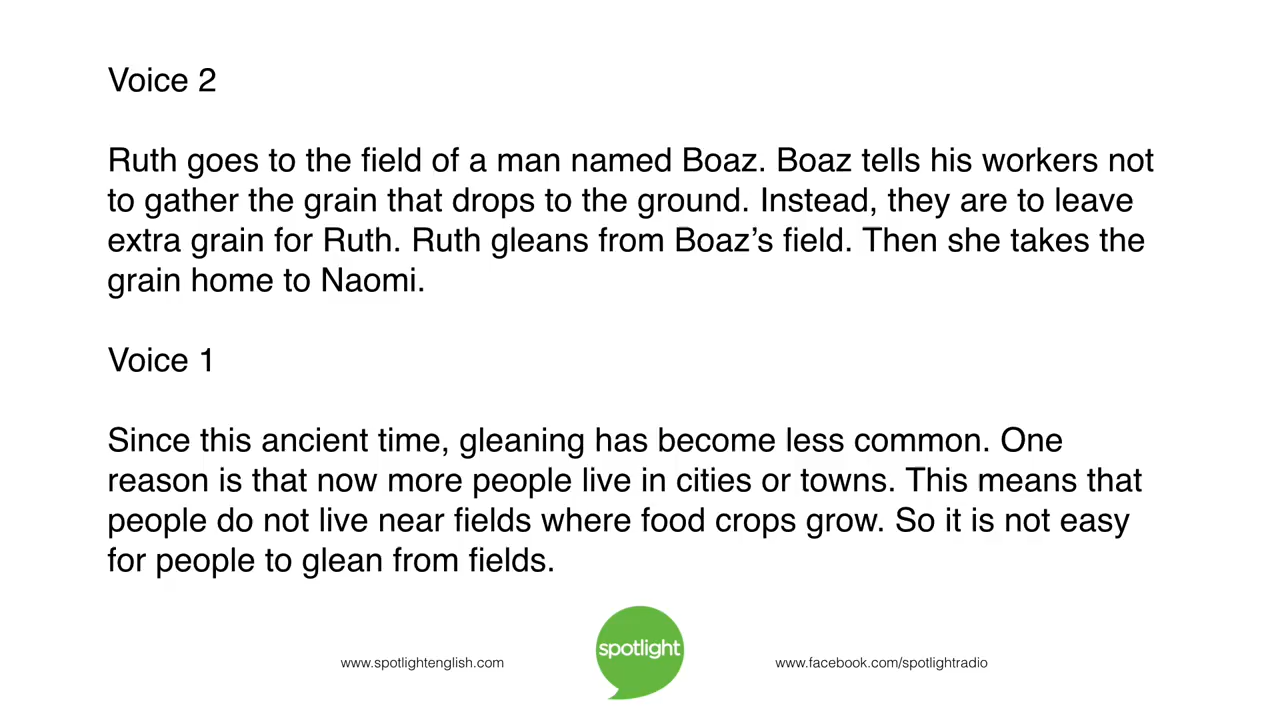 Voice 2
Ruth goes to the field of a man named Boaz. Boaz tells his workers not
to gather the grain that drops to the ground. Instead, they are to leave
extra grain for Ruth. Ruth gleans from Boaz’s field. Then she takes the
grain home to Naomi.
Voice 1
Since this ancient time, gleaning has become less common. One
reason is that now more people live in cities or towns. This means that
people do not live near fields where food crops grow. So it is not easy
for people to glean from fields.
www.spotlightenglish.com
spotlight
www.facebook.com/spotlightradio